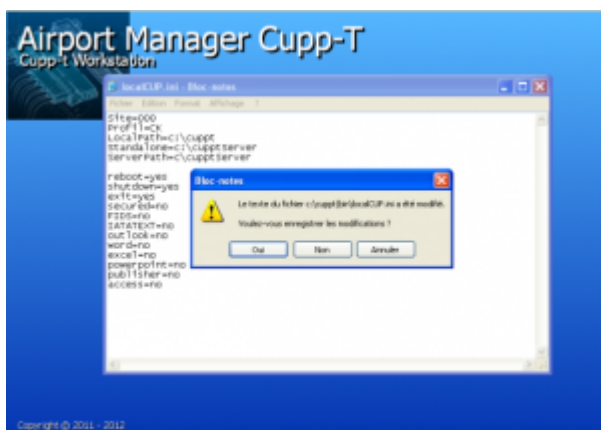 Airport Manager Cupp-T
Cupp-t Workstation
localCUP.ini - Bloc-notes
Fichier Edition Format Affichage ?
Site=000
Profil=CK
LocalPath=C:\cuppt
Standalone=c:\cupptServer
ServerPath=c\cupptServer
reboot=yes
shutdown=yes
exit=yes
secured=no
FIDS=no
IATATEXT=no
outlook=no
word=no
excel=no
powerpoint=no
publisher=no
access=no
Bloc-notes
Le texte du fichier c:\cuppt\bin\localCUP.ini a été modifié.
Voulez-vous enregistrer les modifications ?
Oui Non Annuler
Copyright © 2011 - 2012